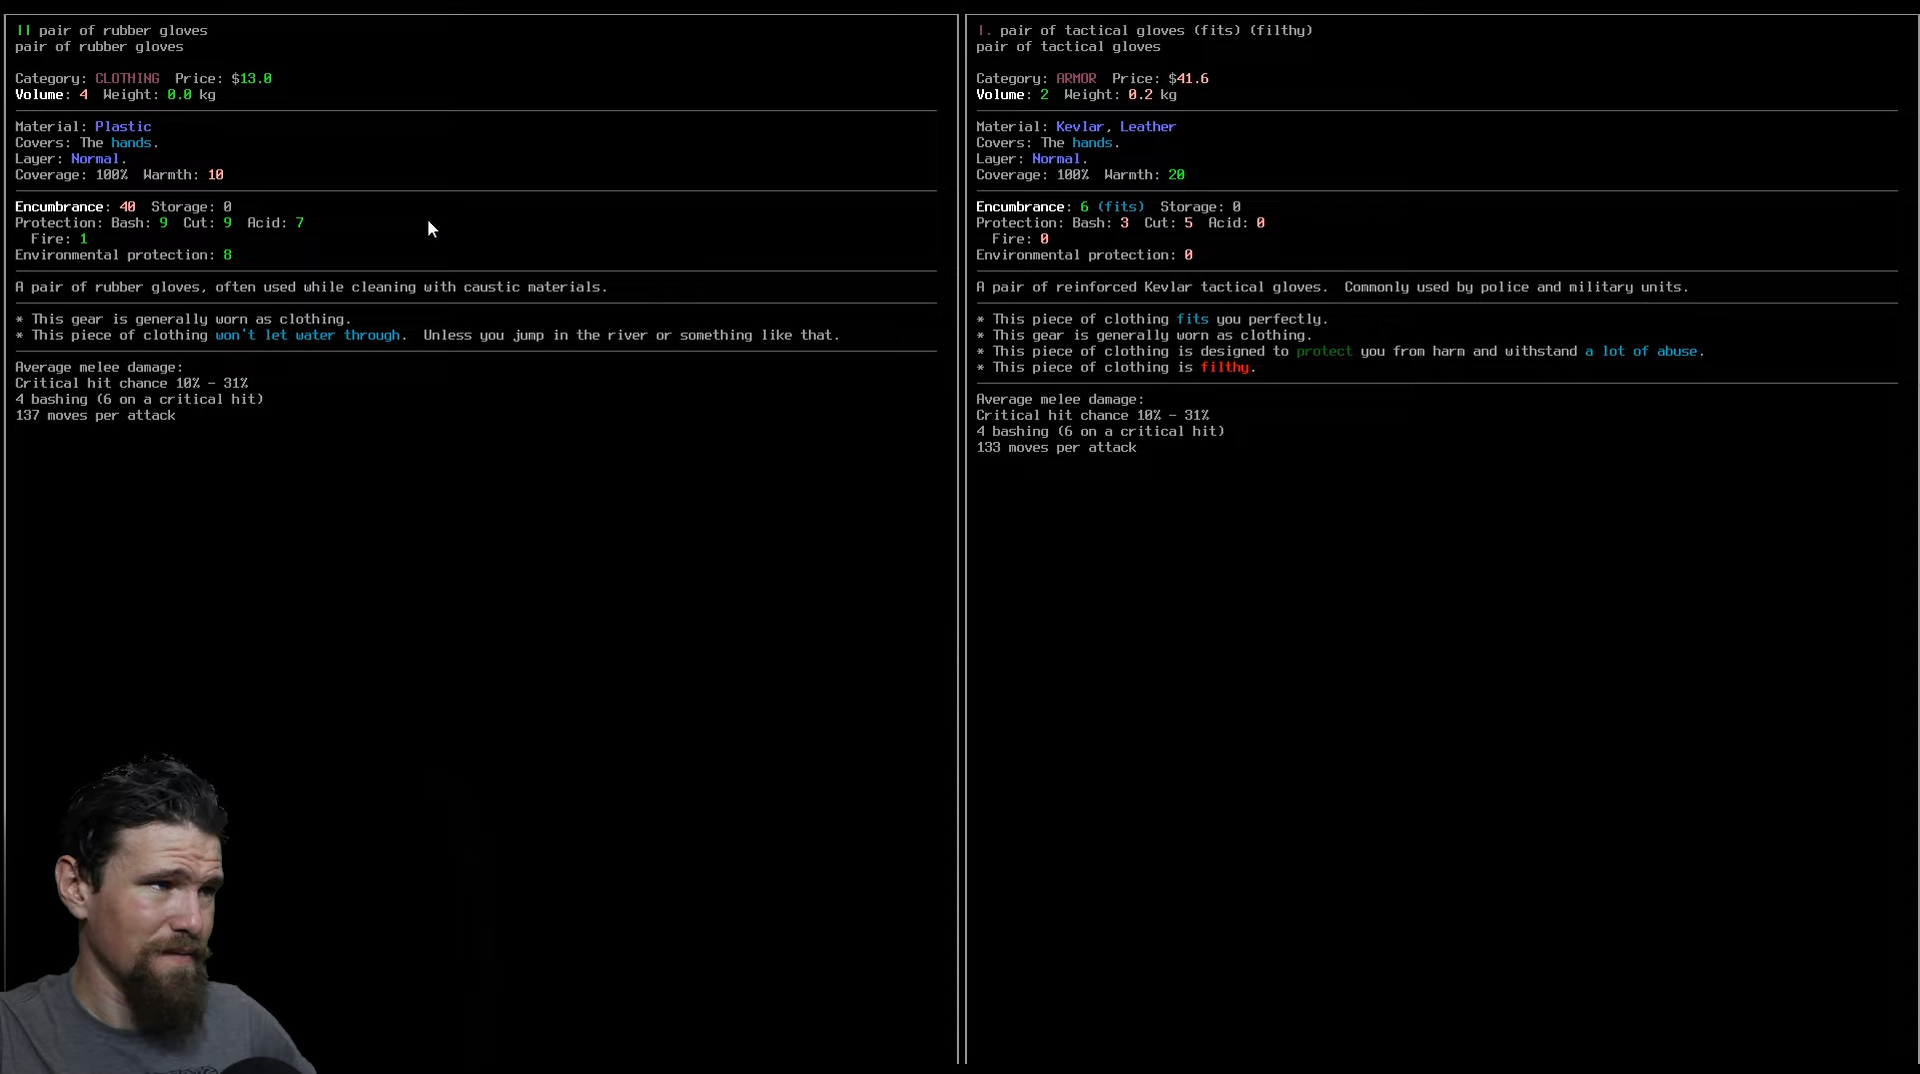 || pair of rubber gloves
pair of rubber gloves
Category: CLOTHING  Price: $13.0
Volume: 4  Weight: 0.0 kg
Material: Plastic
Covers: The hands.
Layer: Normal.
Coverage: 100%  Warmth: 10
Encumbrance: 40  Storage: 0
Protection: Bash: 9  Cut: 9  Acid: 7
Fire: 1
Environmental protection: 8
A pair of rubber gloves, often used while cleaning with caustic materials.
* This gear is generally worn as clothing.
* This piece of clothing won't let water through.  Unless you jump in the river or something like that.
Average melee damage:
Critical hit chance 10% - 31%
4 bashing (6 on a critical hit)
137 moves per attack
|. pair of tactical gloves (fits) (filthy)
pair of tactical gloves
Category: ARMOR  Price: $41.6
Volume: 2  Weight: 0.2 kg
Material: Kevlar, Leather
Covers: The hands.
Layer: Normal.
Coverage: 100%  Warmth: 20
Encumbrance: 6 (fits)  Storage: 0
Protection: Bash: 3  Cut: 5  Acid: 0
Fire: 0
Environmental protection: 0
A pair of reinforced Kevlar tactical gloves.  Commonly used by police and military units.
* This piece of clothing fits you perfectly.
* This gear is generally worn as clothing.
* This piece of clothing is designed to protect you from harm and withstand a lot of abuse.
* This piece of clothing is filthy.
Average melee damage:
Critical hit chance 10% - 31%
4 bashing (6 on a critical hit)
133 moves per attack